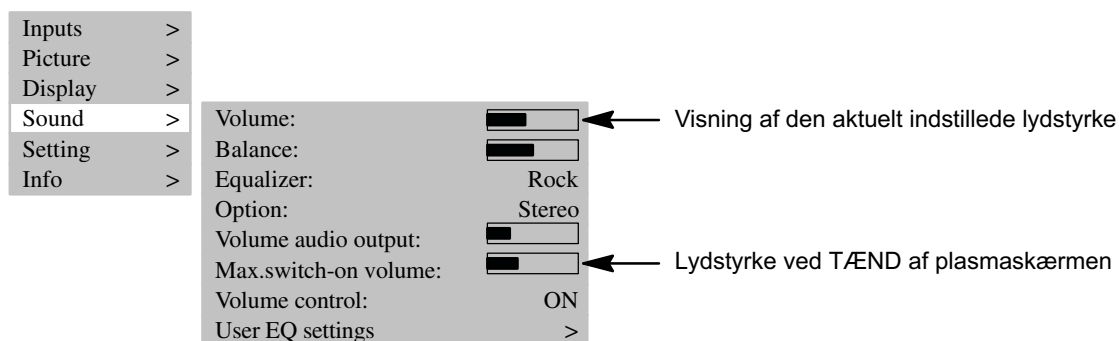 Inputs >
Picture >
Display >
Sound >
Setting >
Info >
Volume:
Balance:
Equalizer: Rock
Option: Stereo
Volume audio output:
Max.switch-on volume:
Volume control: ON
User EQ settings >
Visning af den aktuelt indstillede lydstyrke
Lydstyrke ved TÆND af plasmaskærmen